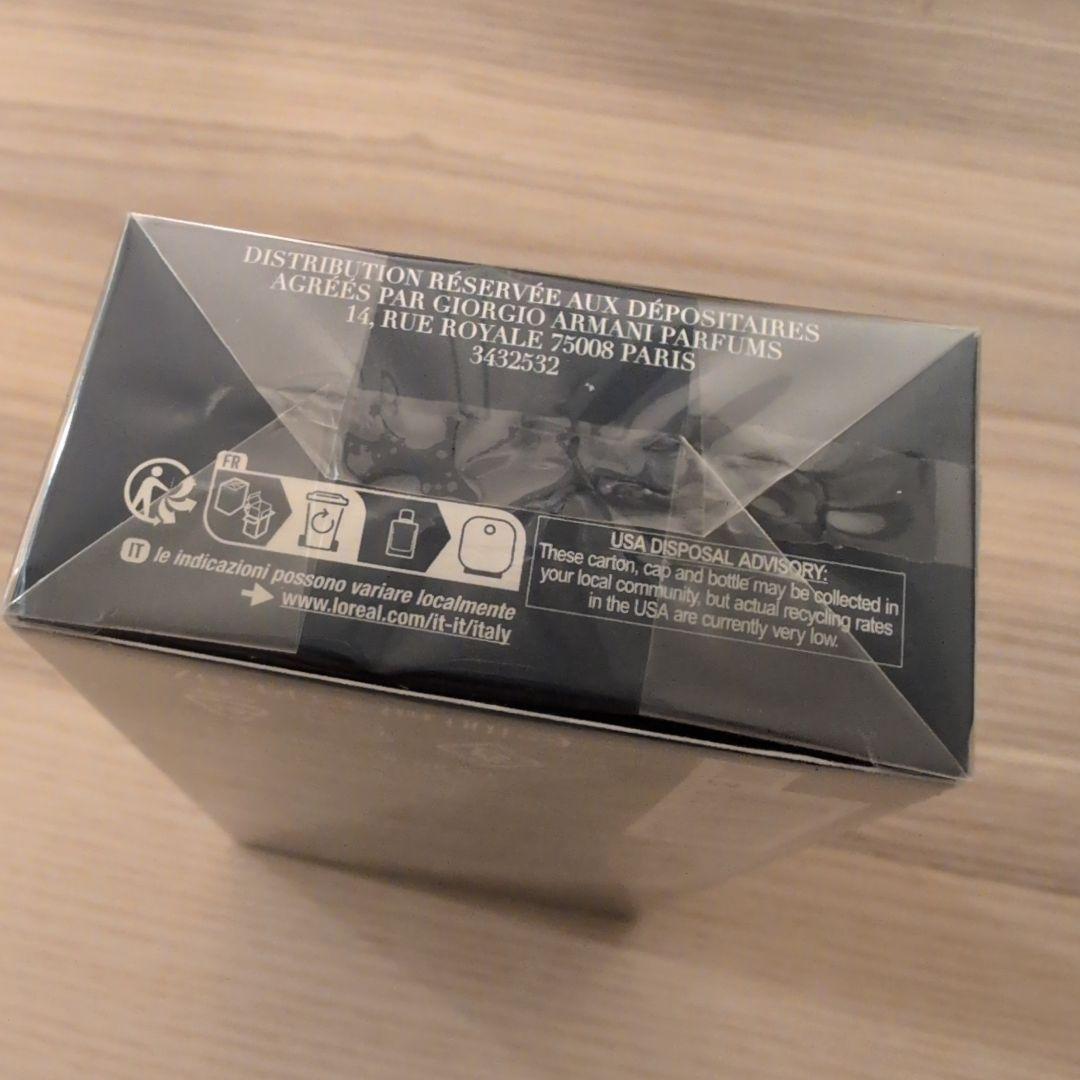 DISTRIBUTION RÉSERVÉE AUX DÉPOSITAIRES
AGRÉÉS PAR GIORGIO ARMANI PARFUMS
14, RUE ROYALE 75008 PARIS
3432532
FR
IT le indicazioni possono variare localmente
www.loreal.com/it-it/italy
USA DISPOSAL ADVISORY:
These carton, cap and bottle may be collected in
your local community, but actual recycling rates
in the USA are currently very low.